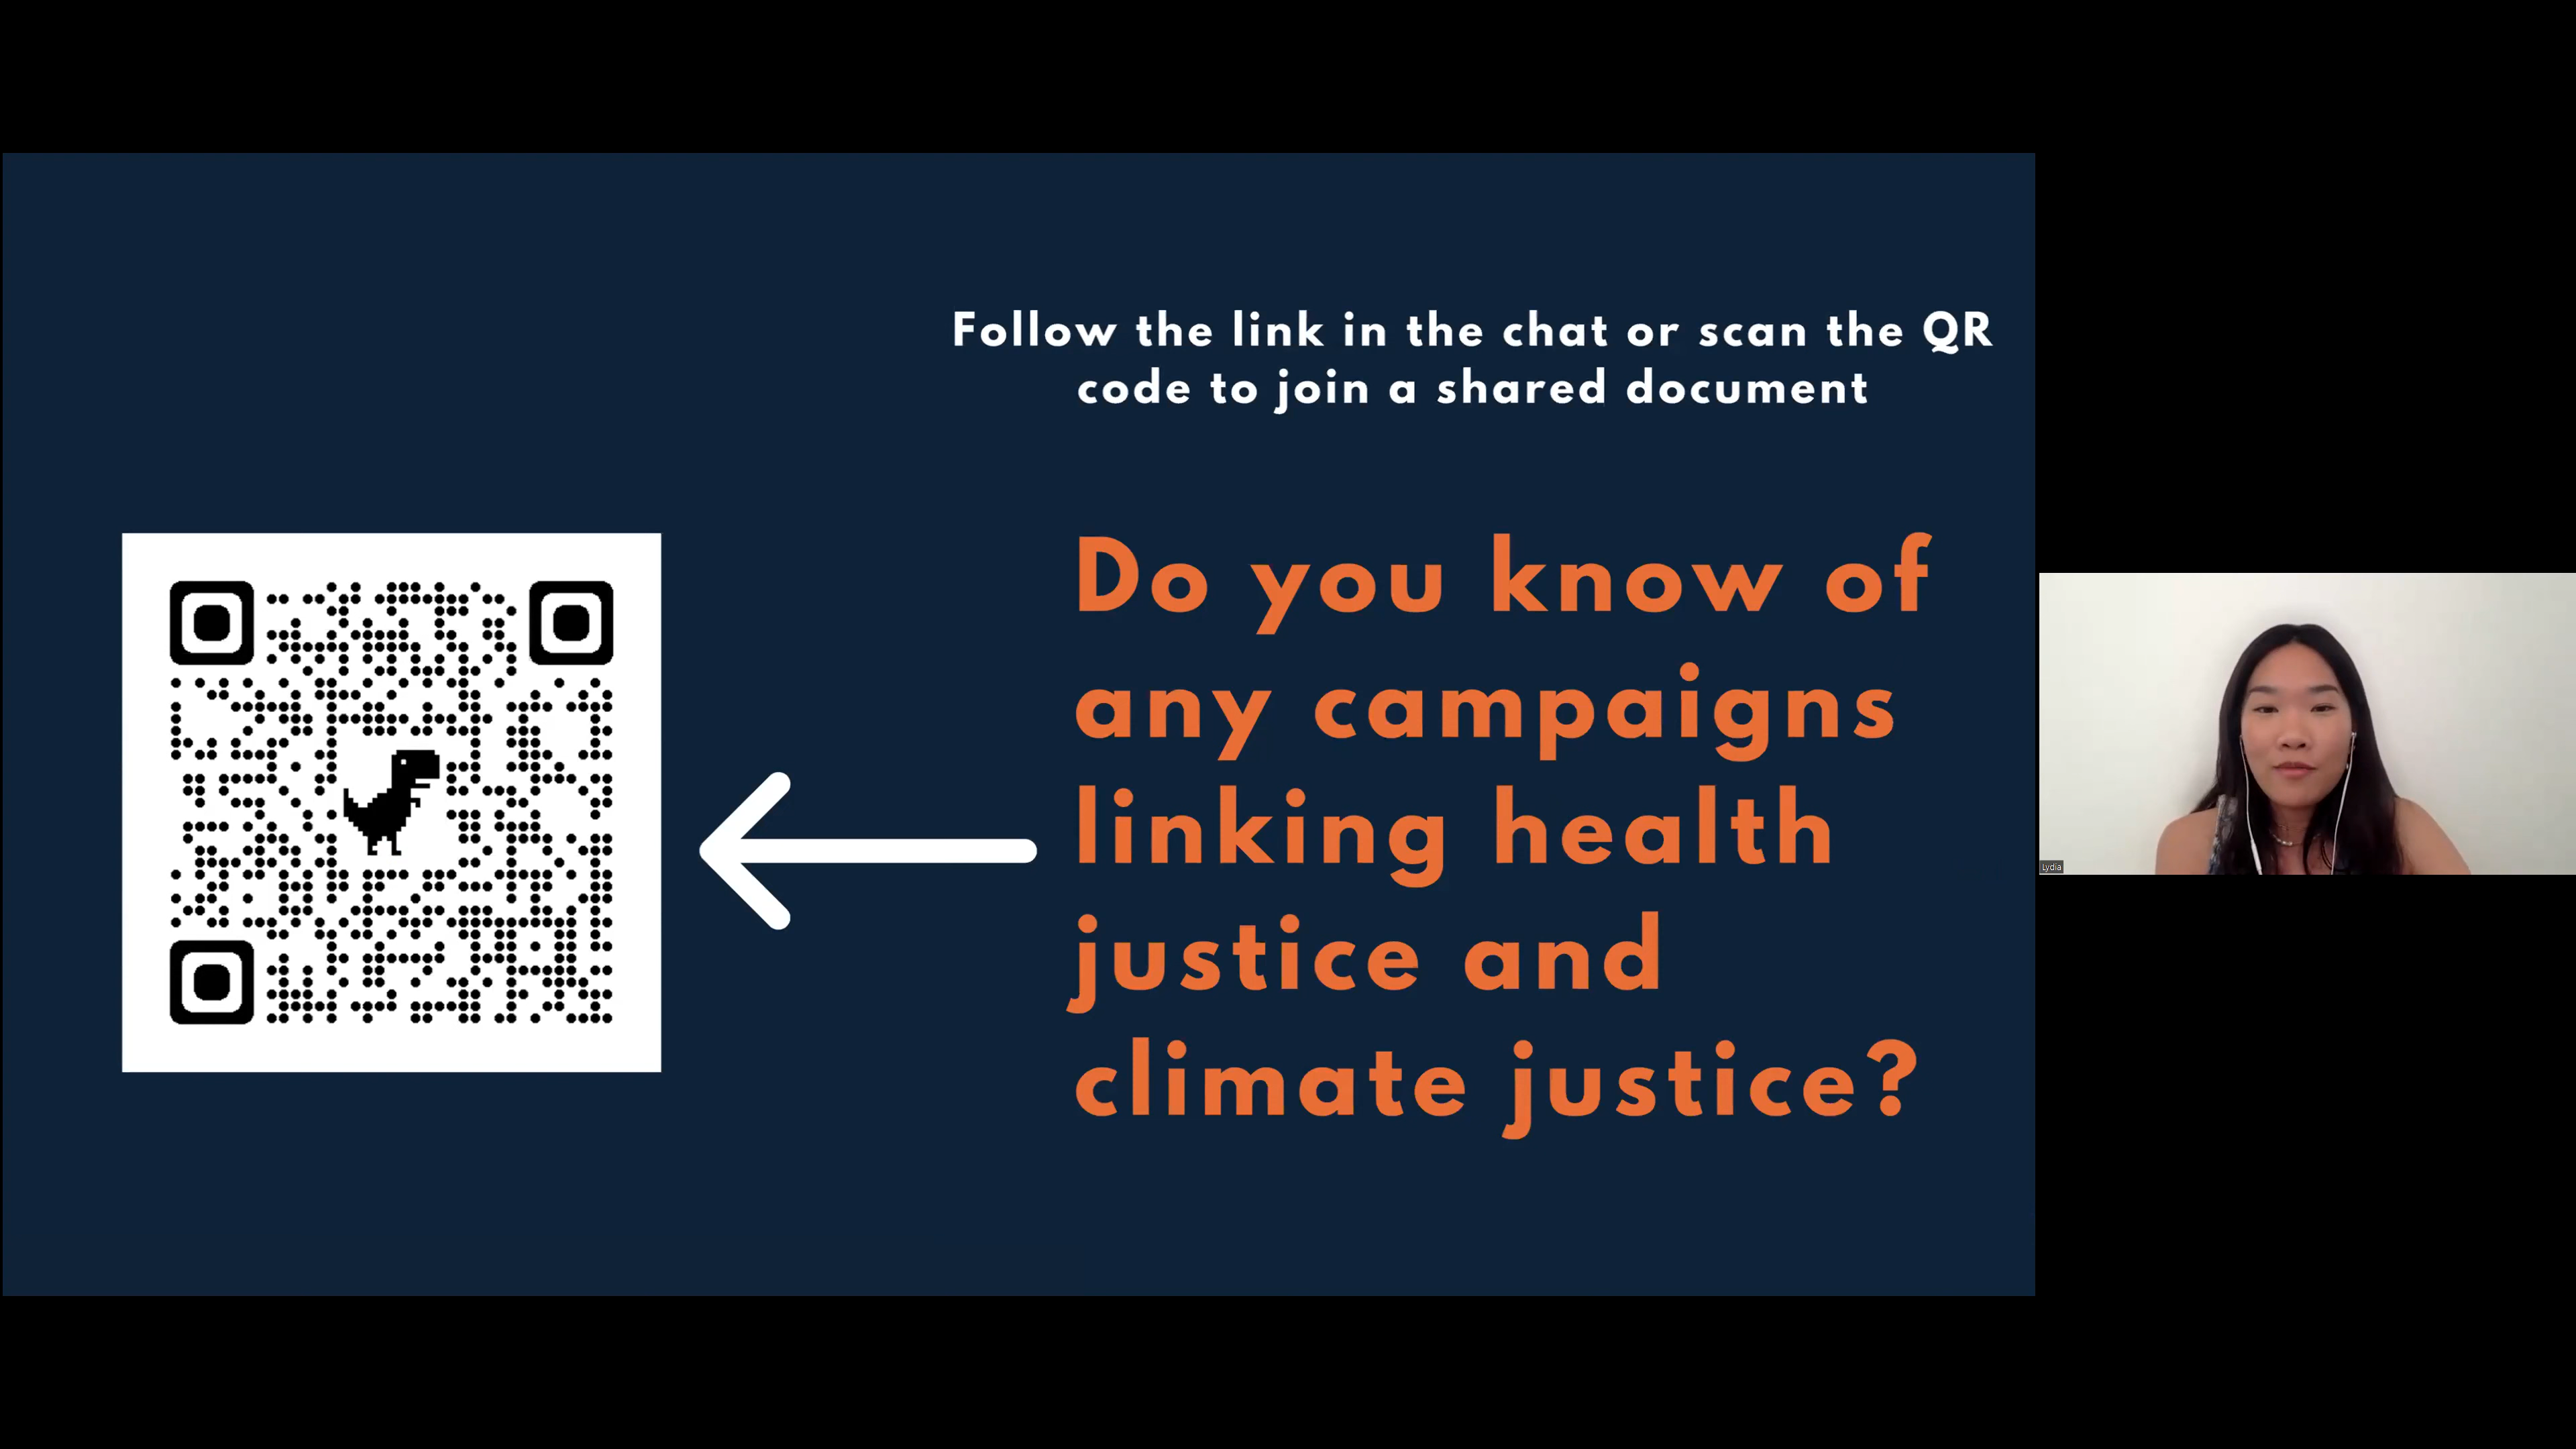 Follow the link in the chat or scan the QR
code to join a shared document
Do you know of
any campaigns
linking health
justice and
climate justice?
Lydia